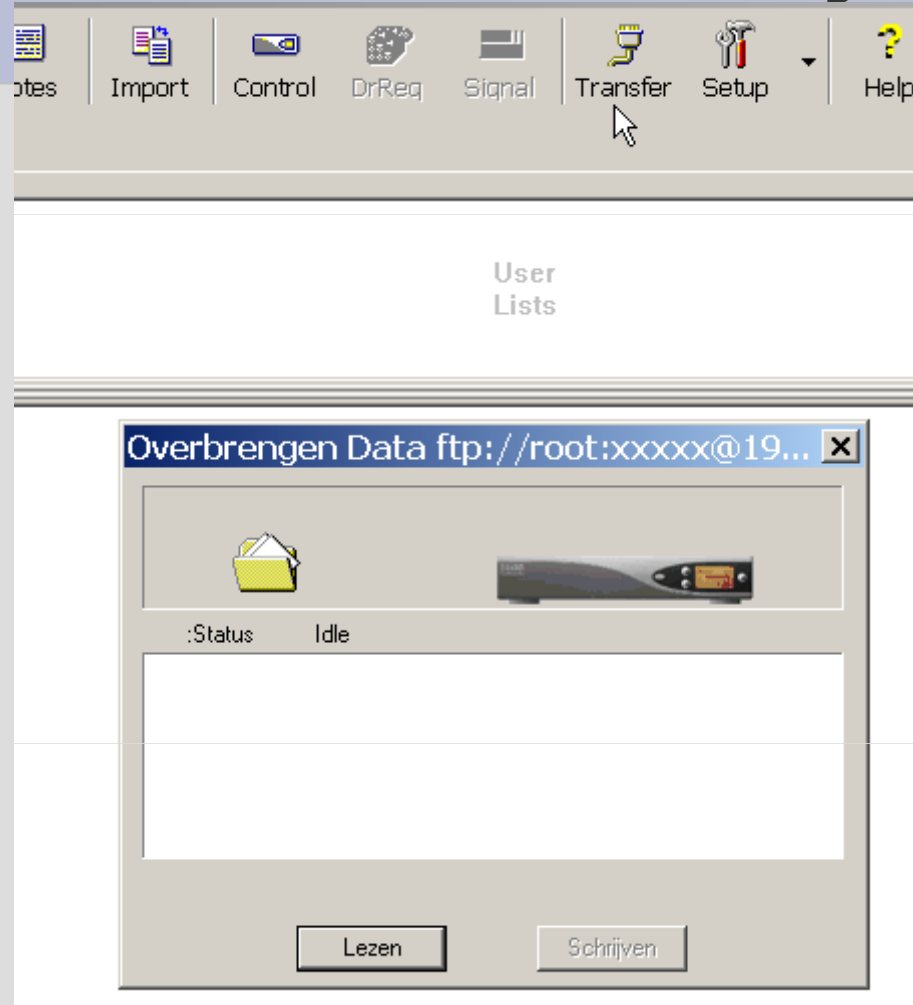 otes Import Control DrReq Signal Transfer Setup Help
User
Lists
Overbrengen Data ftp://root:xxxxx@19...
:Status Idle
Lezen Schrijven